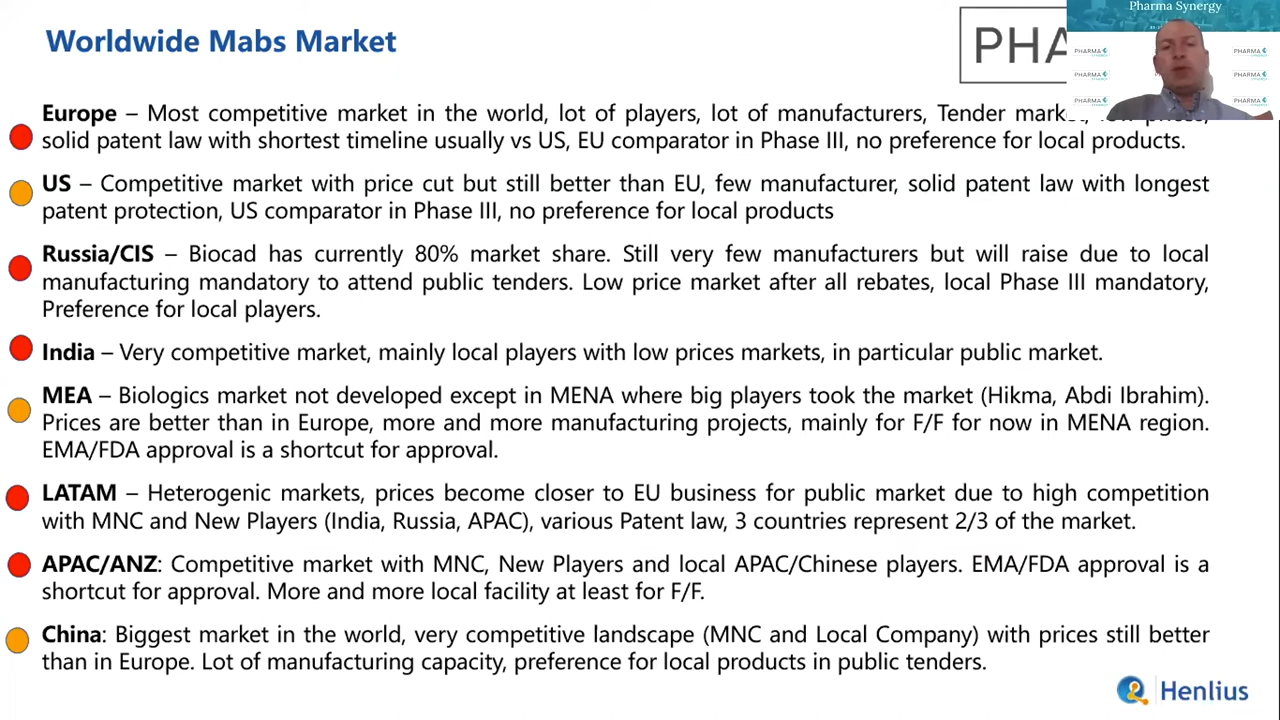 Pharma Synergy
Worldwide Mabs Market
PHA
PHARMA
SYNERGY
PHARMA
SYNERGY
PHARMA
SYNERGY
PHARMA
SYNERGY
PHARMA
SYNERGY
PHARMA
SYNERGY
Europe – Most competitive market in the world, lot of players, lot of manufacturers, Tender market, low prices,
solid patent law with shortest timeline usually vs US, EU comparator in Phase III, no preference for local products.
US – Competitive market with price cut but still better than EU, few manufacturer, solid patent law with longest
patent protection, US comparator in Phase III, no preference for local products
Russia/CIS – Biocad has currently 80% market share. Still very few manufacturers but will raise due to local
manufacturing mandatory to attend public tenders. Low price market after all rebates, local Phase III mandatory,
Preference for local players.
India – Very competitive market, mainly local players with low prices markets, in particular public market.
MEA – Biologics market not developed except in MENA where big players took the market (Hikma, Abdi Ibrahim).
Prices are better than in Europe, more and more manufacturing projects, mainly for F/F for now in MENA region.
EMA/FDA approval is a shortcut for approval.
LATAM – Heterogenic markets, prices become closer to EU business for public market due to high competition
with MNC and New Players (India, Russia, APAC), various Patent law, 3 countries represent 2/3 of the market.
APAC/ANZ: Competitive market with MNC, New Players and local APAC/Chinese players. EMA/FDA approval is a
shortcut for approval. More and more local facility at least for F/F.
China: Biggest market in the world, very competitive landscape (MNC and Local Company) with prices still better
than in Europe. Lot of manufacturing capacity, preference for local products in public tenders.
Henlius